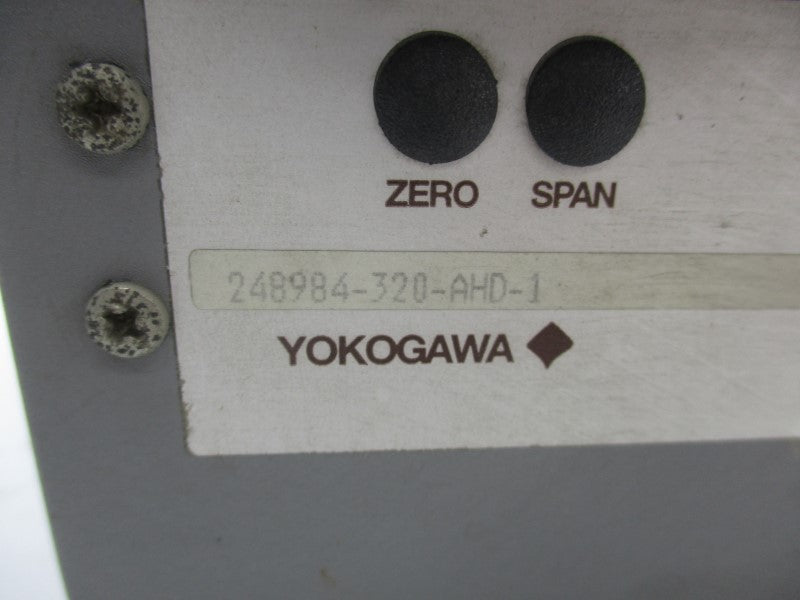 ZERO SPAN
248984-320-AHD-1
YOKOGAWA